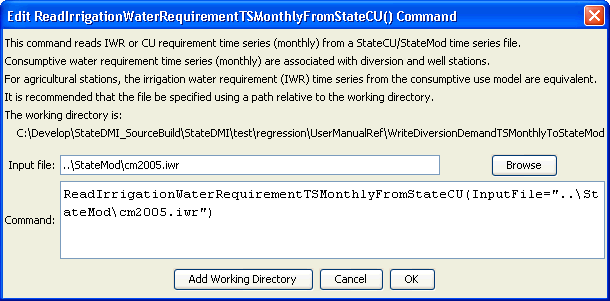 Edit ReadIrrigationWaterRequirementTSMonthlyFromStateCU() Command
This command reads IWR or CU requirement time series (monthly) from a StateCU/StateMod time series file.
Consumptive water requirement time series (monthly) are associated with diversion and well stations.
For agricultural stations, the irrigation water requirement (IWR) time series from the consumptive use model are equivalent.
It is recommended that the file be specified using a path relative to the working directory.
The working directory is:
C:\Develop\StateDMI_SourceBuild\StateDMI\test\regression\UserManualRef\WriteDiversionDemandTSMonthlyToStateMod
Input file: ..\StateMod\cm2005.iwr Browse
ReadIrrigationWaterRequirementTSMonthlyFromStateCU(InputFile="..\St
ateMod\cm2005.iwr")
Command:
Add Working Directory Cancel OK